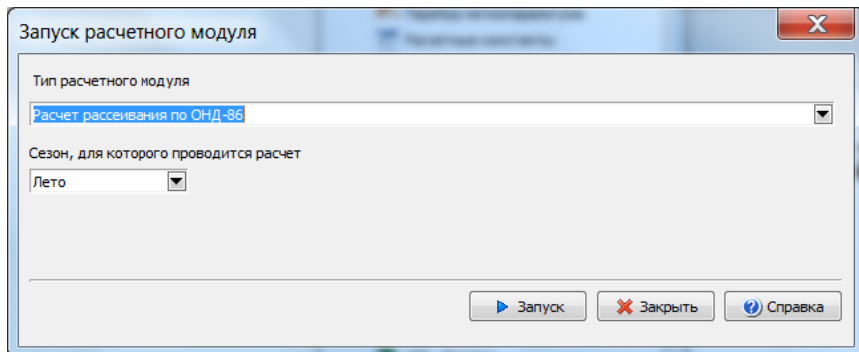 Запуск расчетного модуля
Тип расчетного модуля
Расчет рассеивания по ОНД-86
Сезон, для которого проводится расчет
Лето
Запуск
Закрыть
Справка